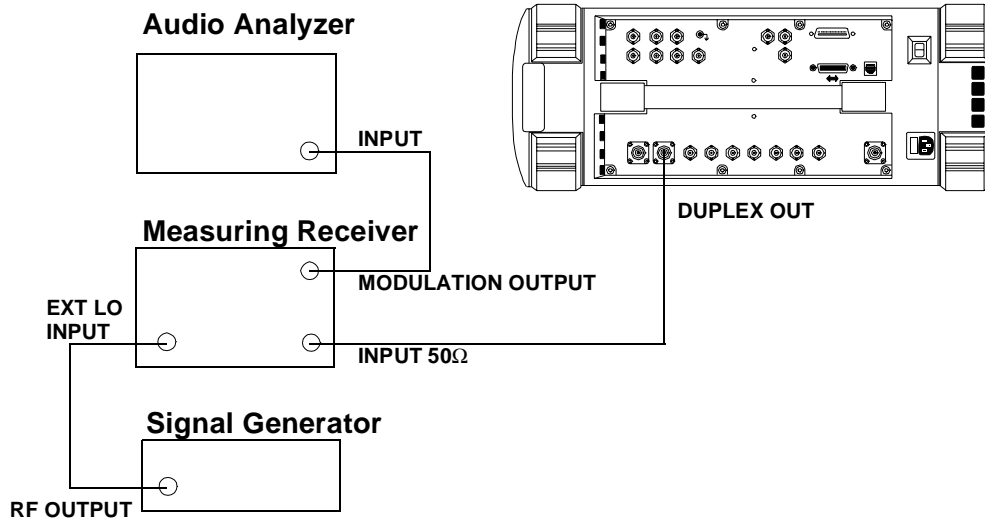 Audio Analyzer
INPUT
DUPLEX OUT
Measuring Receiver
MODULATION OUTPUT
EXT LO
INPUT
INPUT 50Ω
Signal Generator
RF OUTPUT